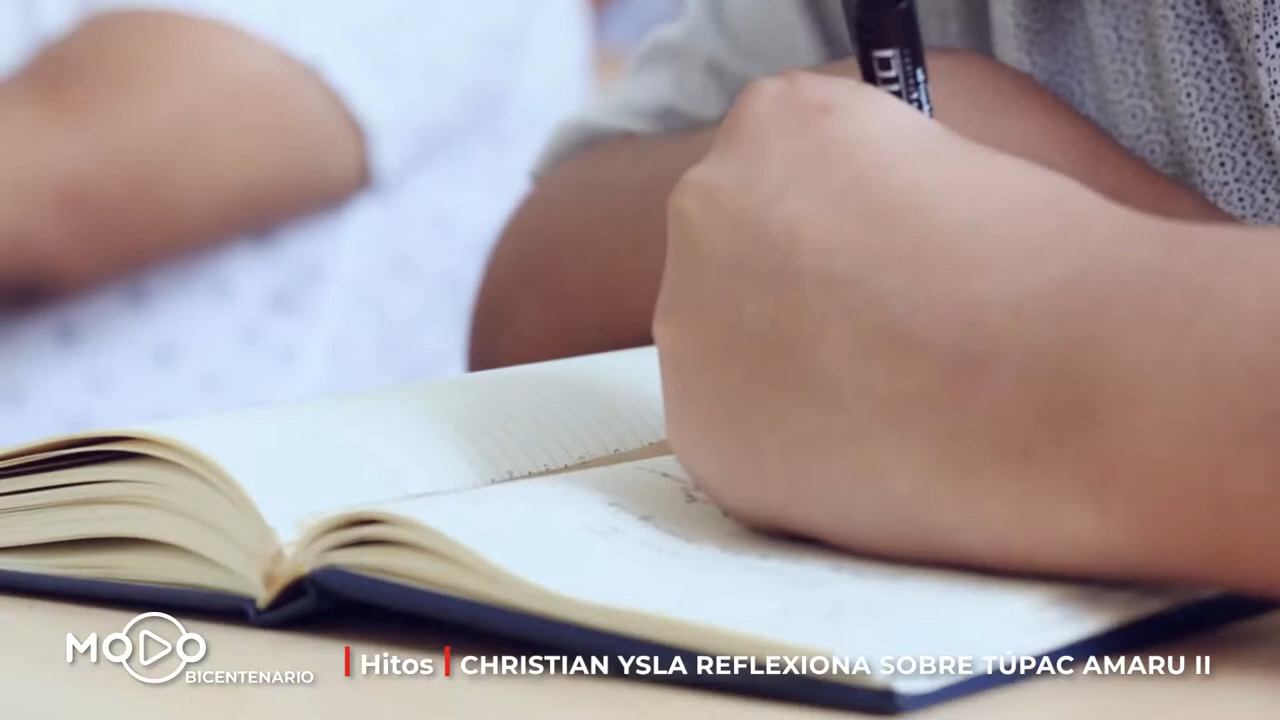 MODO
BICENTENARIO
Hitos
CHRISTIAN YSLA REFLEXIONA SOBRE TÚPAC AMARU II